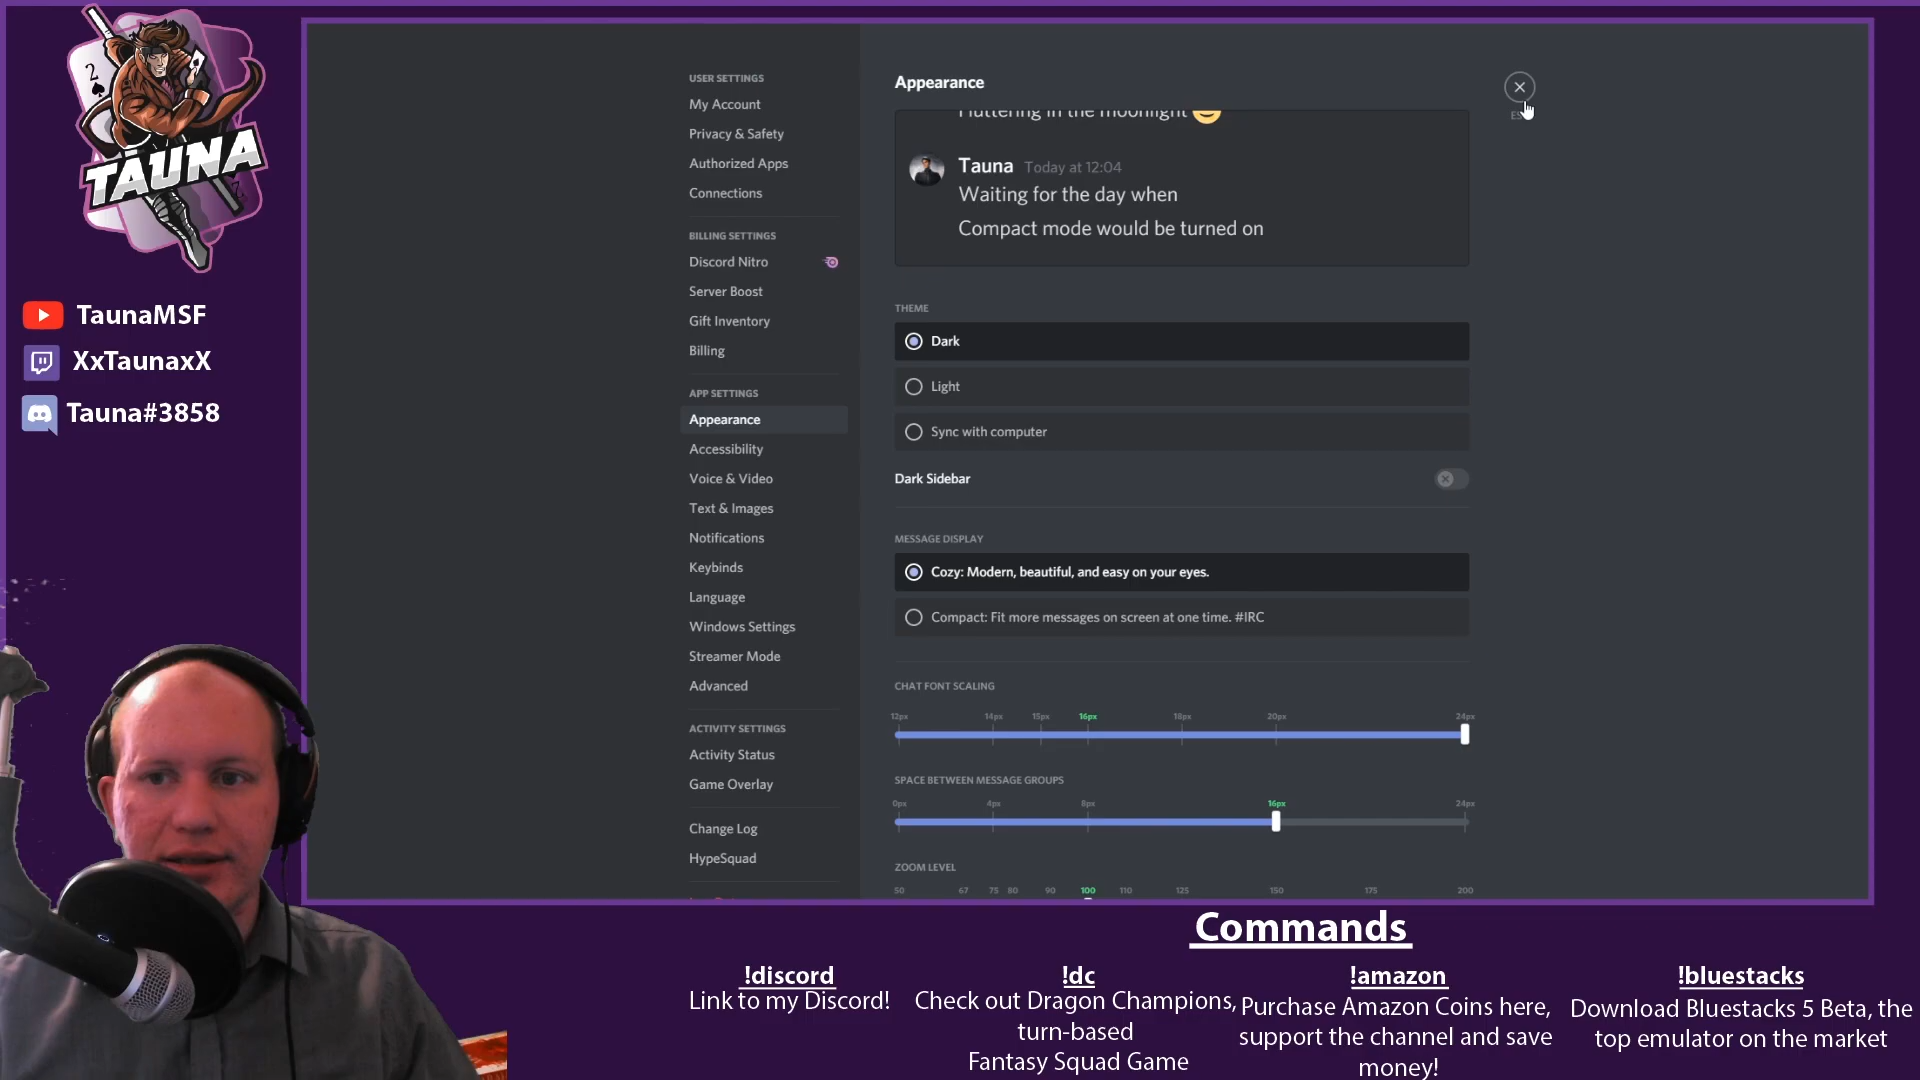 2
TAUNA
TaunaMSF
XxTaunaxX
Tauna#3858
USER SETTINGS
My Account
Privacy & Safety
Authorized Apps
Connections
BILLING SETTINGS
Discord Nitro
Server Boost
Gift Inventory
Billing
APP SETTINGS
Appearance
Accessibility
Voice & Video
Text & Images
Notifications
Keybinds
Language
Windows Settings
Streamer Mode
Advanced
ACTIVITY SETTINGS
Activity Status
Game Overlay
Change Log
HypeSquad
Appearance
Fluttering in the moonlight
Tauna Today at 12:04
Waiting for the day when
Compact mode would be turned on
THEME
Dark
Light
Sync with computer
Dark Sidebar
MESSAGE DISPLAY
Cozy: Modern, beautiful, and easy on your eyes.
Compact: Fit more messages on screen at one time. #IRC
CHAT FONT SCALING
12px 14px 15px 16px 18px 20px 24px
SPACE BETWEEN MESSAGE GROUPS
0px 4px 8px 16px 24px
ZOOM LEVEL
50 67 75 80 90 100 110 125 150 175 200
Commands
!discord
Link to my Discord!
!dc
Check out Dragon Champions,
turn-based
Fantasy Squad Game
!amazon
Purchase Amazon Coins here,
support the channel and save
money!
!bluestacks
Download Bluestacks 5 Beta, the
top emulator on the market